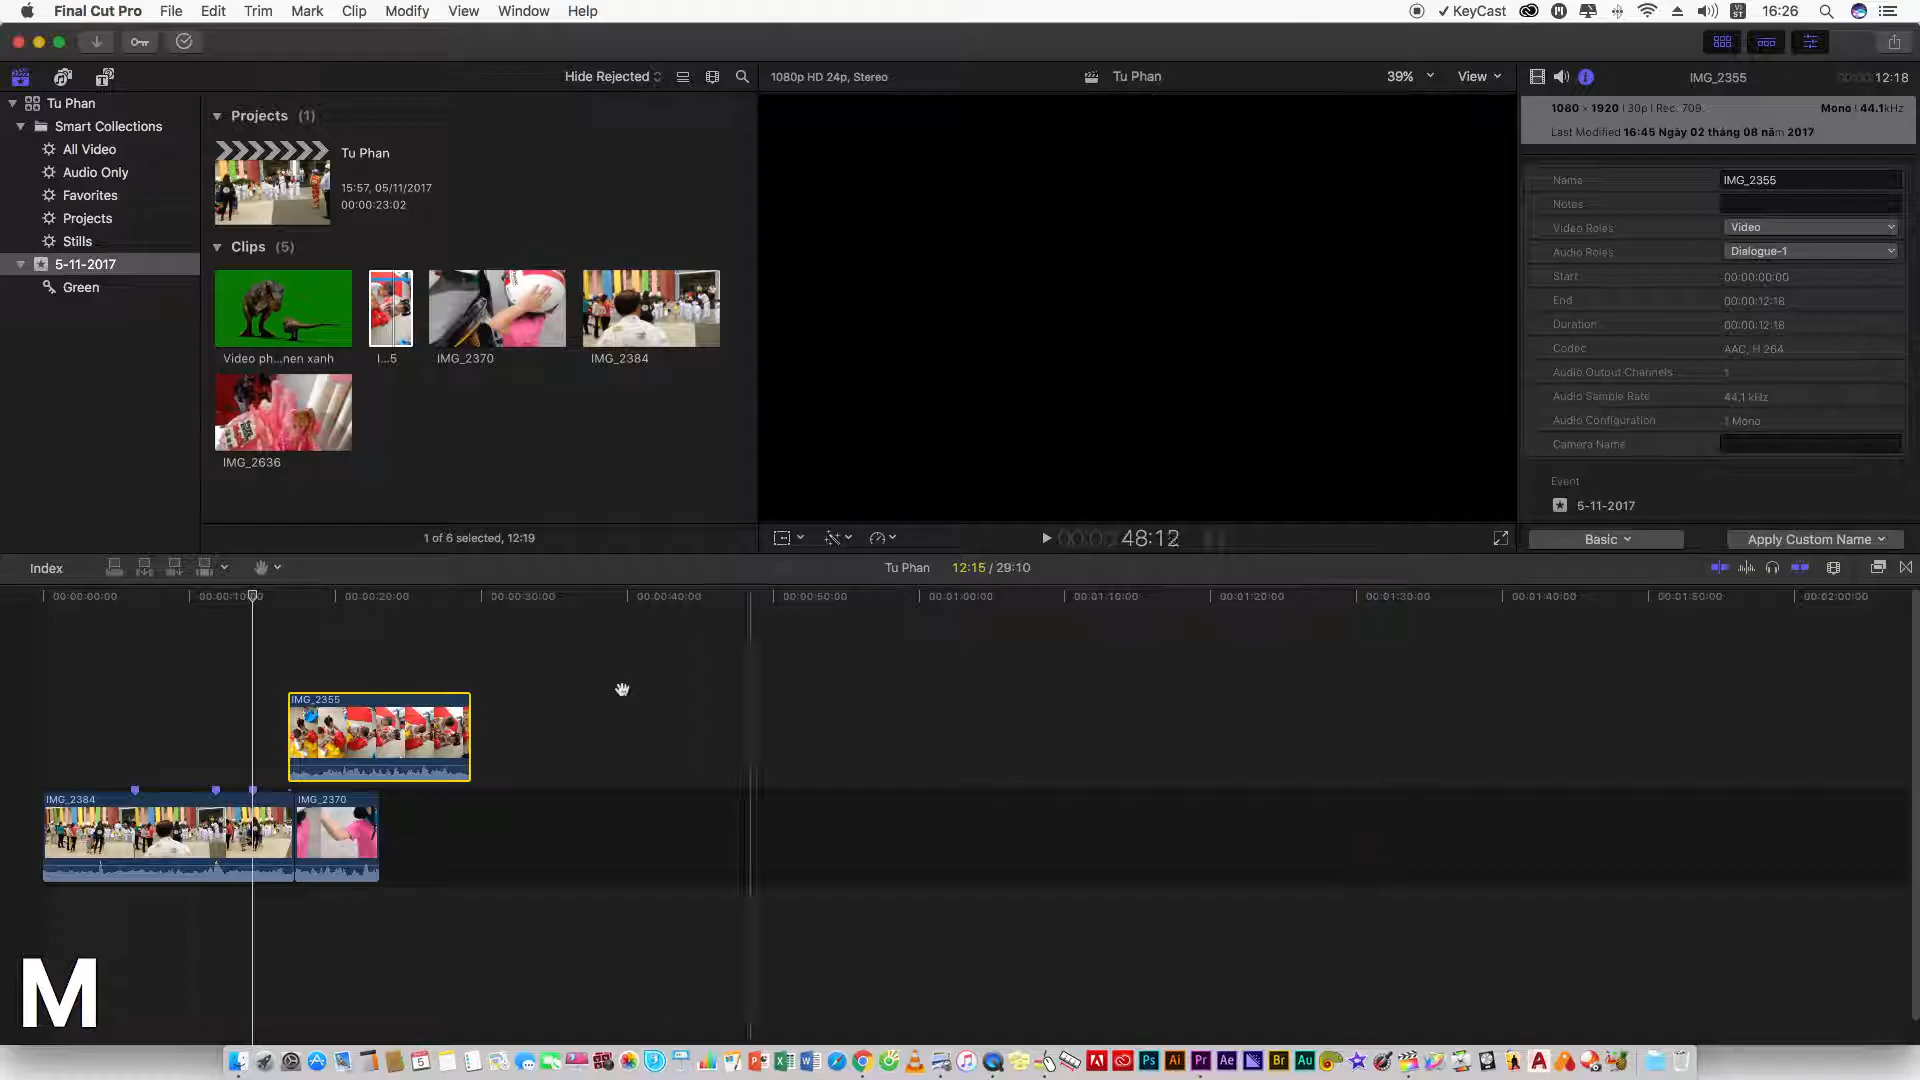 Final Cut Pro File Edit Trim Mark Clip Modify View Window Help
KeyCast 16:26
Hide Rejected
1080p HD 24p, Stereo
Tu Phan
39%
View
IMG_2355
12:18
Tu Phan
Smart Collections
All Video
Audio Only
Favorites
Projects
Stills
5-11-2017
Green
Projects (1)
Tu Phan
15:57, 05/11/2017
00:00:23:02
Clips (5)
Video ph...nen xanh
I...5
IMG_2370
IMG_2384
IMG_2636
1 of 6 selected, 12:19
48:12
1080 × 1920 | 30p | Rec. 709.
Mono | 44.1kHz
Last Modified 16:45 Ngày 02 tháng 08 năm 2017
Name IMG_2355
Notes
Video Roles Video
Audio Roles Dialogue-1
Start 00:00:00:00
End 00:00:12:18
Duration 00:00:12:18
Codec AAC, H 264
Audio Output Channels 1
Audio Sample Rate 44,1 kHz
Audio Configuration 1 Mono
Camera Name
Event
5-11-2017
Basic
Apply Custom Name
Index
Tu Phan 12:15 / 29:10
00:00:00:00 00:00:10 00:00:20:00 00:00:30:00 00:00:40:00 00:00:50:00 00:01:00:00 00:01:10:00 00:01:20:00 00:01:30:00 00:01:40:00 00:01:50:00 00:02:00:00
IMG_2355
IMG_2384
IMG_2370
M
Ps Ai Pr Ae Br Au